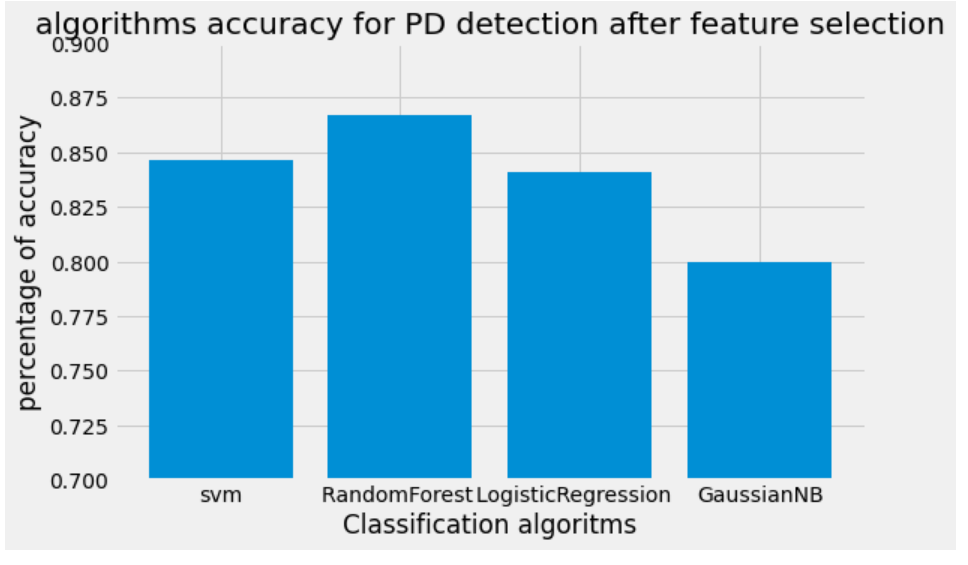 algorithms accuracy for PD detection after feature selection
0.900
0.875
0.850
0.825
0.800
0.775
0.750
0.725
0.700
percentage of accuracy
svm RandomForest LogisticRegression GaussianNB
Classification algoritms